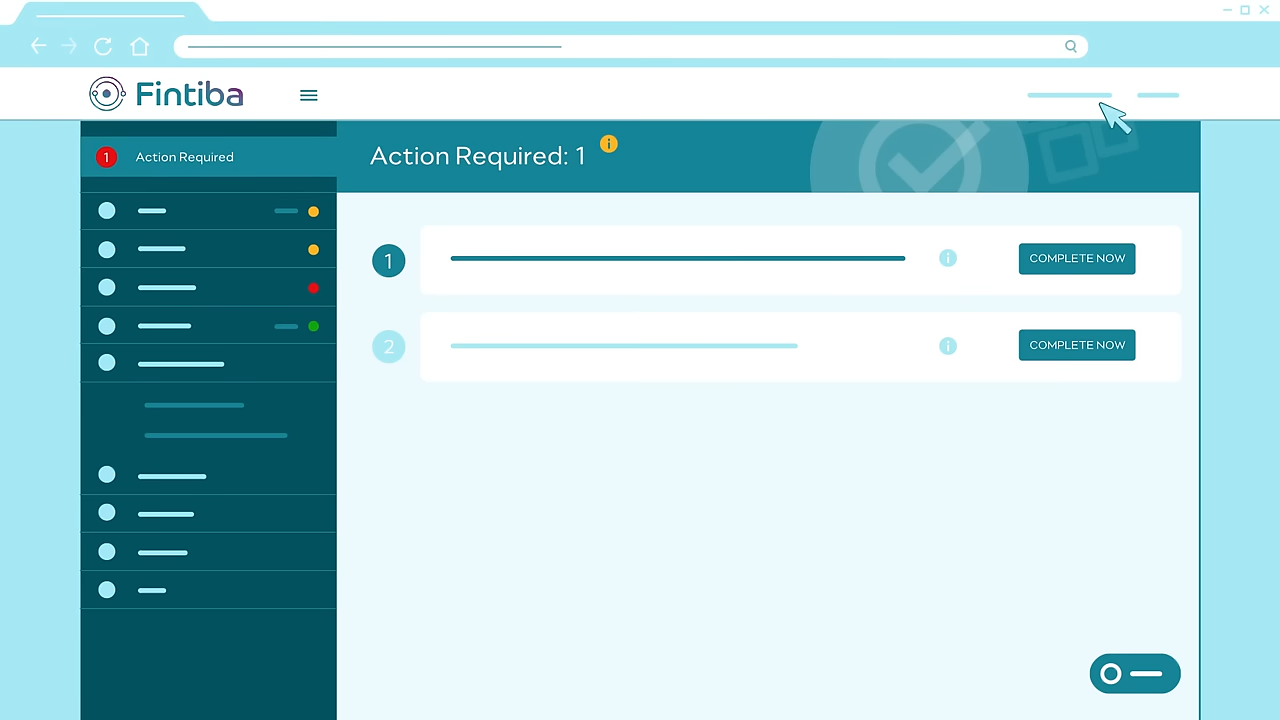 Fintiba
1 Action Required
Action Required: 1 i
1 i COMPLETE NOW
2 i COMPLETE NOW